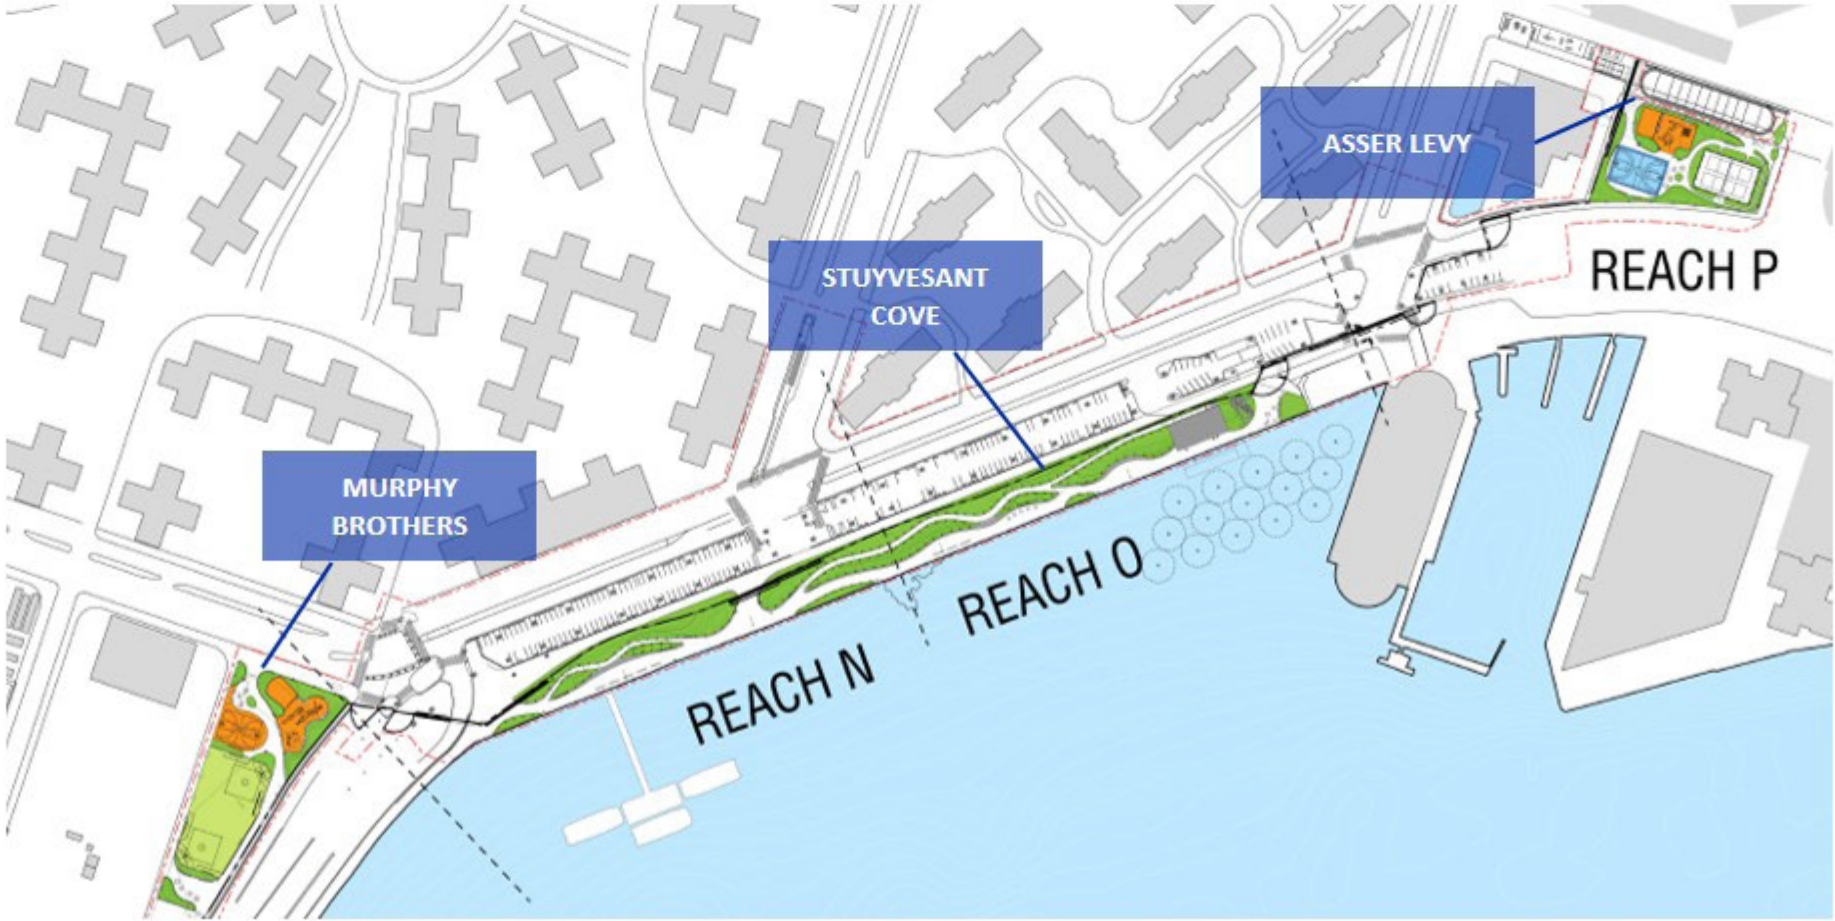 ASSER LEVY
REACH P
STUYVESANT
COVE
MURPHY
BROTHERS
REACH O
REACH N